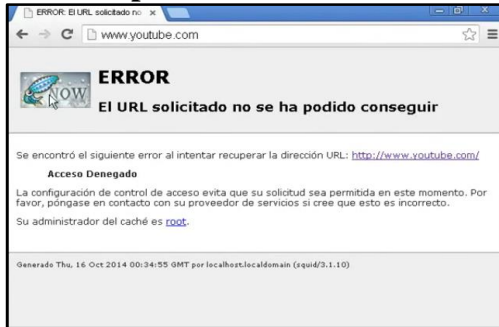 ERROR: El URL solicitado no
www.youtube.com
NOW
ERROR
El URL solicitado no se ha podido conseguir
Se encontró el siguiente error al intentar recuperar la dirección URL: http://www.youtube.com/
Acceso Denegado
La configuración de control de acceso evita que su solicitud sea permitida en este momento. Por
favor, póngase en contacto con su proveedor de servicios si cree que esto es incorrecto.
Su administrador del caché es root.
Generado Thu, 16 Oct 2014 00:34:55 GMT por localhost.localdomain (squid/3.1.10)